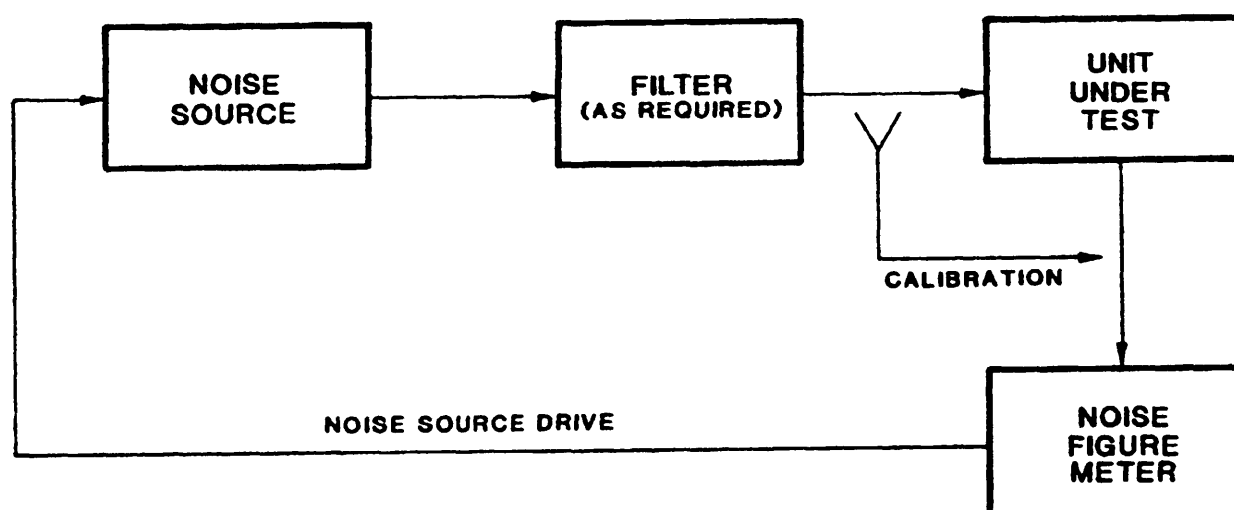 NOISE
SOURCE
FILTER
(AS REQUIRED)
UNIT
UNDER
TEST
CALIBRATION
NOISE SOURCE DRIVE
NOISE
FIGURE
METER